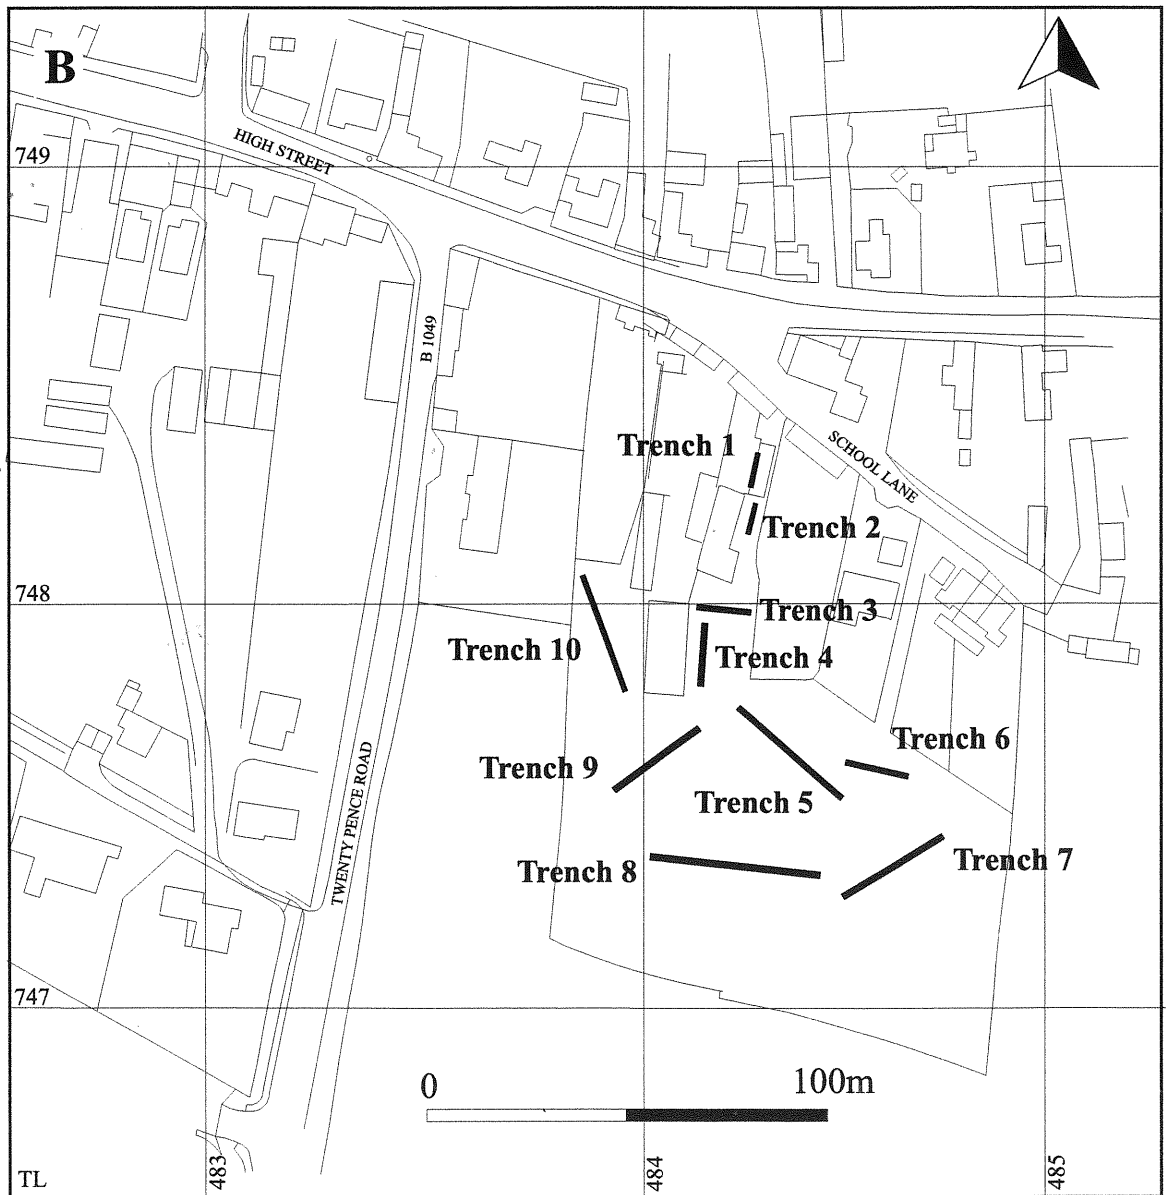 B
HIGH STREET
749
B 1049
Trench 1
SCHOOL LANE
Trench 2
748
Trench 3
Trench 10
Trench 4
Trench 6
Trench 9
Trench 5
TWENTY PENCE ROAD
Trench 8
Trench 7
747
0
100m
TL
483
484
485